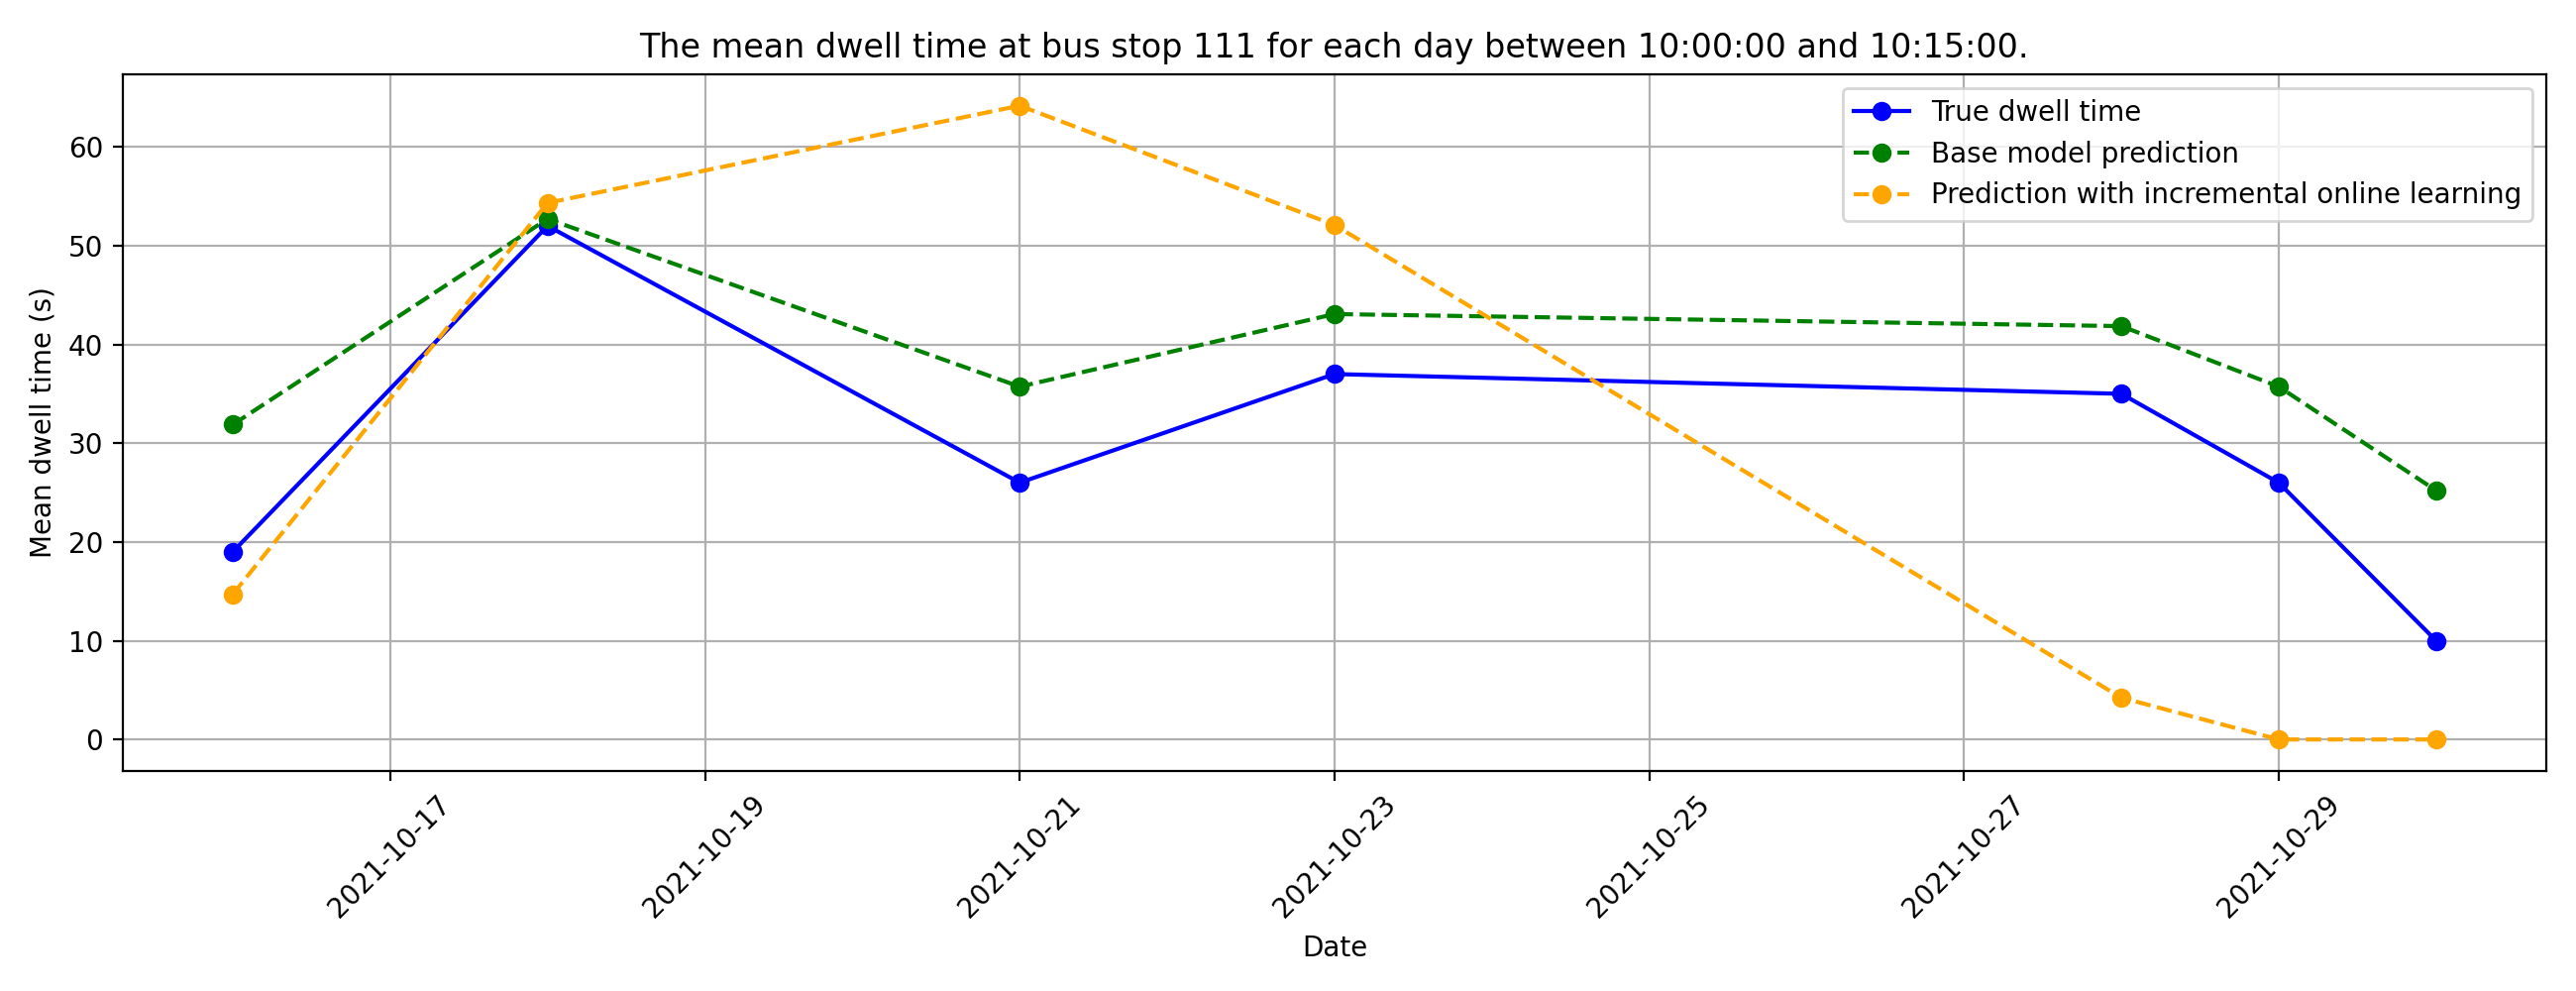 The mean dwell time at bus stop 111 for each day between 10:00:00 and 10:15:00.
True dwell time
Base model prediction
Prediction with incremental online learning
Mean dwell time (s)
60
50
40
30
20
10
0
2021-10-17
2021-10-19
2021-10-21
2021-10-23
2021-10-25
2021-10-27
2021-10-29
Date